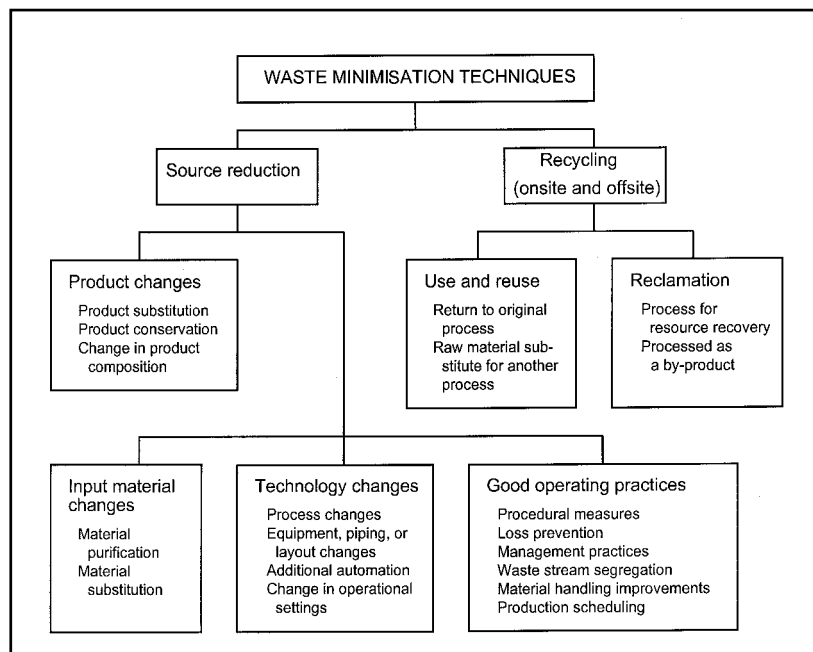 WASTE MINIMISATION TECHNIQUES
Source reduction
Recycling
(onsite and offsite)
Product changes
Product substitution
Product conservation
Change in product
composition
Use and reuse
Return to original
process
Raw material sub-
stitute for another
process
Reclamation
Process for
resource recovery
Processed as
a by-product
Input material
changes
Material
purification
Material
substitution
Technology changes
Process changes
Equipment, piping, or
layout changes
Additional automation
Change in operational
settings
Good operating practices
Procedural measures
Loss prevention
Management practices
Waste stream segregation
Material handling improvements
Production scheduling